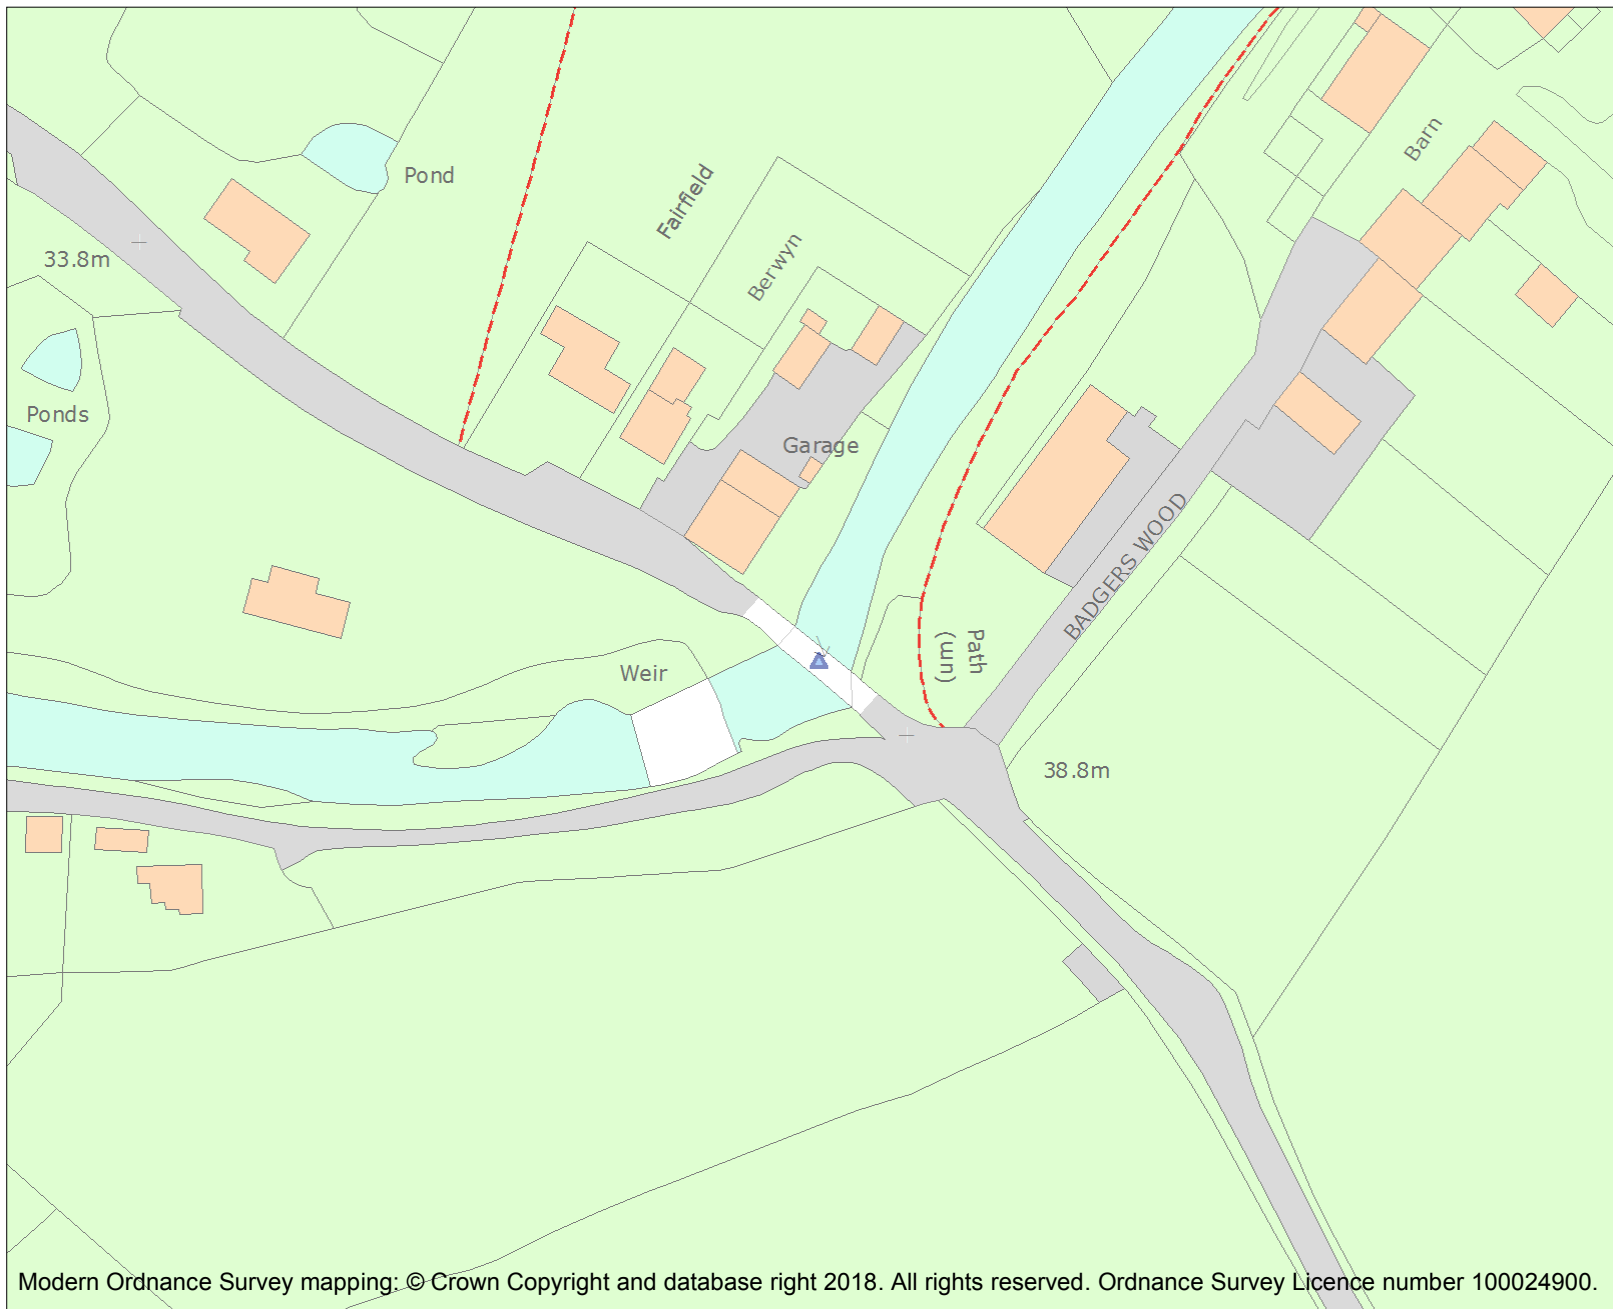 Barn
Pond
Fairfield
33.8m
Berwyn
Ponds
Garage
BADGERS WOOD
Path
(un)
Weir
38.8m
Modern Ordnance Survey mapping: © Crown Copyright and database right 2018. All rights reserved. Ordnance Survey Licence number 100024900.